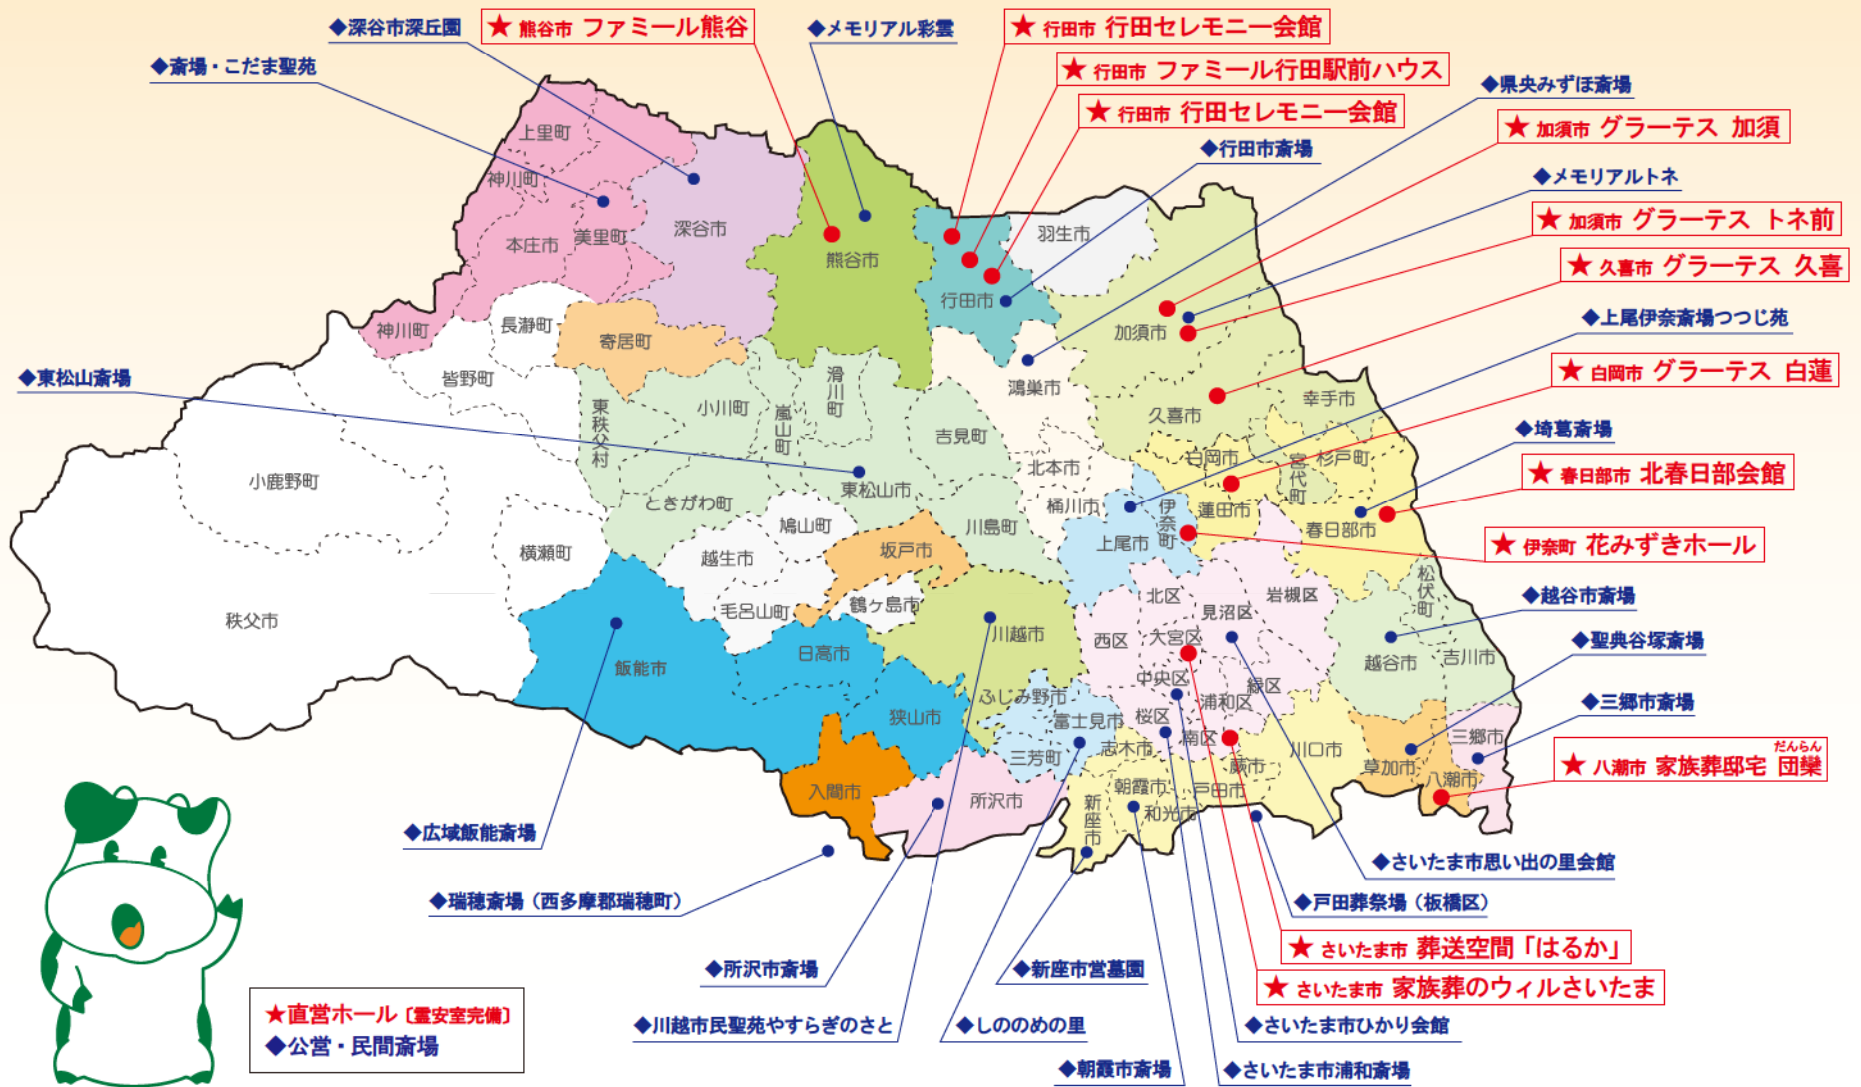 ◆深谷市深丘園
★ 熊谷市 ファミール熊谷
◆メモリアル彩雲
★ 行田市 行田セレモニー会館
◆斎場・こだま聖苑
★ 行田市 ファミール行田駅前ハウス
◆県央みずほ斎場
★ 行田市 行田セレモニー会館
★ 加須市 グラーテス 加須
◆行田市斎場
◆メモリアルトネ
★ 加須市 グラーテス トネ前
★ 久喜市 グラーテス 久喜
◆上尾伊奈斎場つつじ苑
◆東松山斎場
★ 白岡市 グラーテス 白蓮
◆埼葛斎場
★ 春日部市 北春日部会館
★ 伊奈町 花みずきホール
◆越谷市斎場
◆聖典谷塚斎場
◆三郷市斎場
だんらん
★ 八潮市 家族葬邸宅 団欒
◆広域飯能斎場
◆さいたま市思い出の里会館
◆瑞穂斎場（西多摩郡瑞穂町）
◆戸田葬祭場（板橋区）
★ さいたま市 葬送空間「はるか」
◆所沢市斎場
◆新座市営墓園
★ さいたま市 家族葬のウィルさいたま
◆川越市民聖苑やすらぎのさと
◆しののめの里
◆さいたま市ひかり会館
◆朝霞市斎場
◆さいたま市浦和斎場
上里町
神川町
本庄市
美里町
深谷市
熊谷市
行田市
羽生市
加須市
神川町
長瀞町
寄居町
皆野町
東秩父村
小川町
嵐山町
滑川町
吉見町
鴻巣市
久喜市
幸手市
小鹿野町
ときがわ町
東松山市
北本市
桶川市
白岡市
宮代町
杉戸町
蓮田市
春日部市
横瀬町
越生市
鳩山町
坂戸市
川島町
上尾市
伊奈町
松伏町
秩父市
毛呂山町
鶴ヶ島市
川越市
北区
見沼区
岩槻区
西区
大宮区
越谷市
吉川市
飯能市
日高市
狭山市
ふじみ野市
富士見市
中央区
浦和区
緑区
桜区
南区
三芳町
志木市
川口市
草加市
三郷市
八潮市
入間市
所沢市
新座市
朝霞市
和光市
戸田市
蕨市
★直営ホール〔霊安室完備〕
◆公営・民間斎場